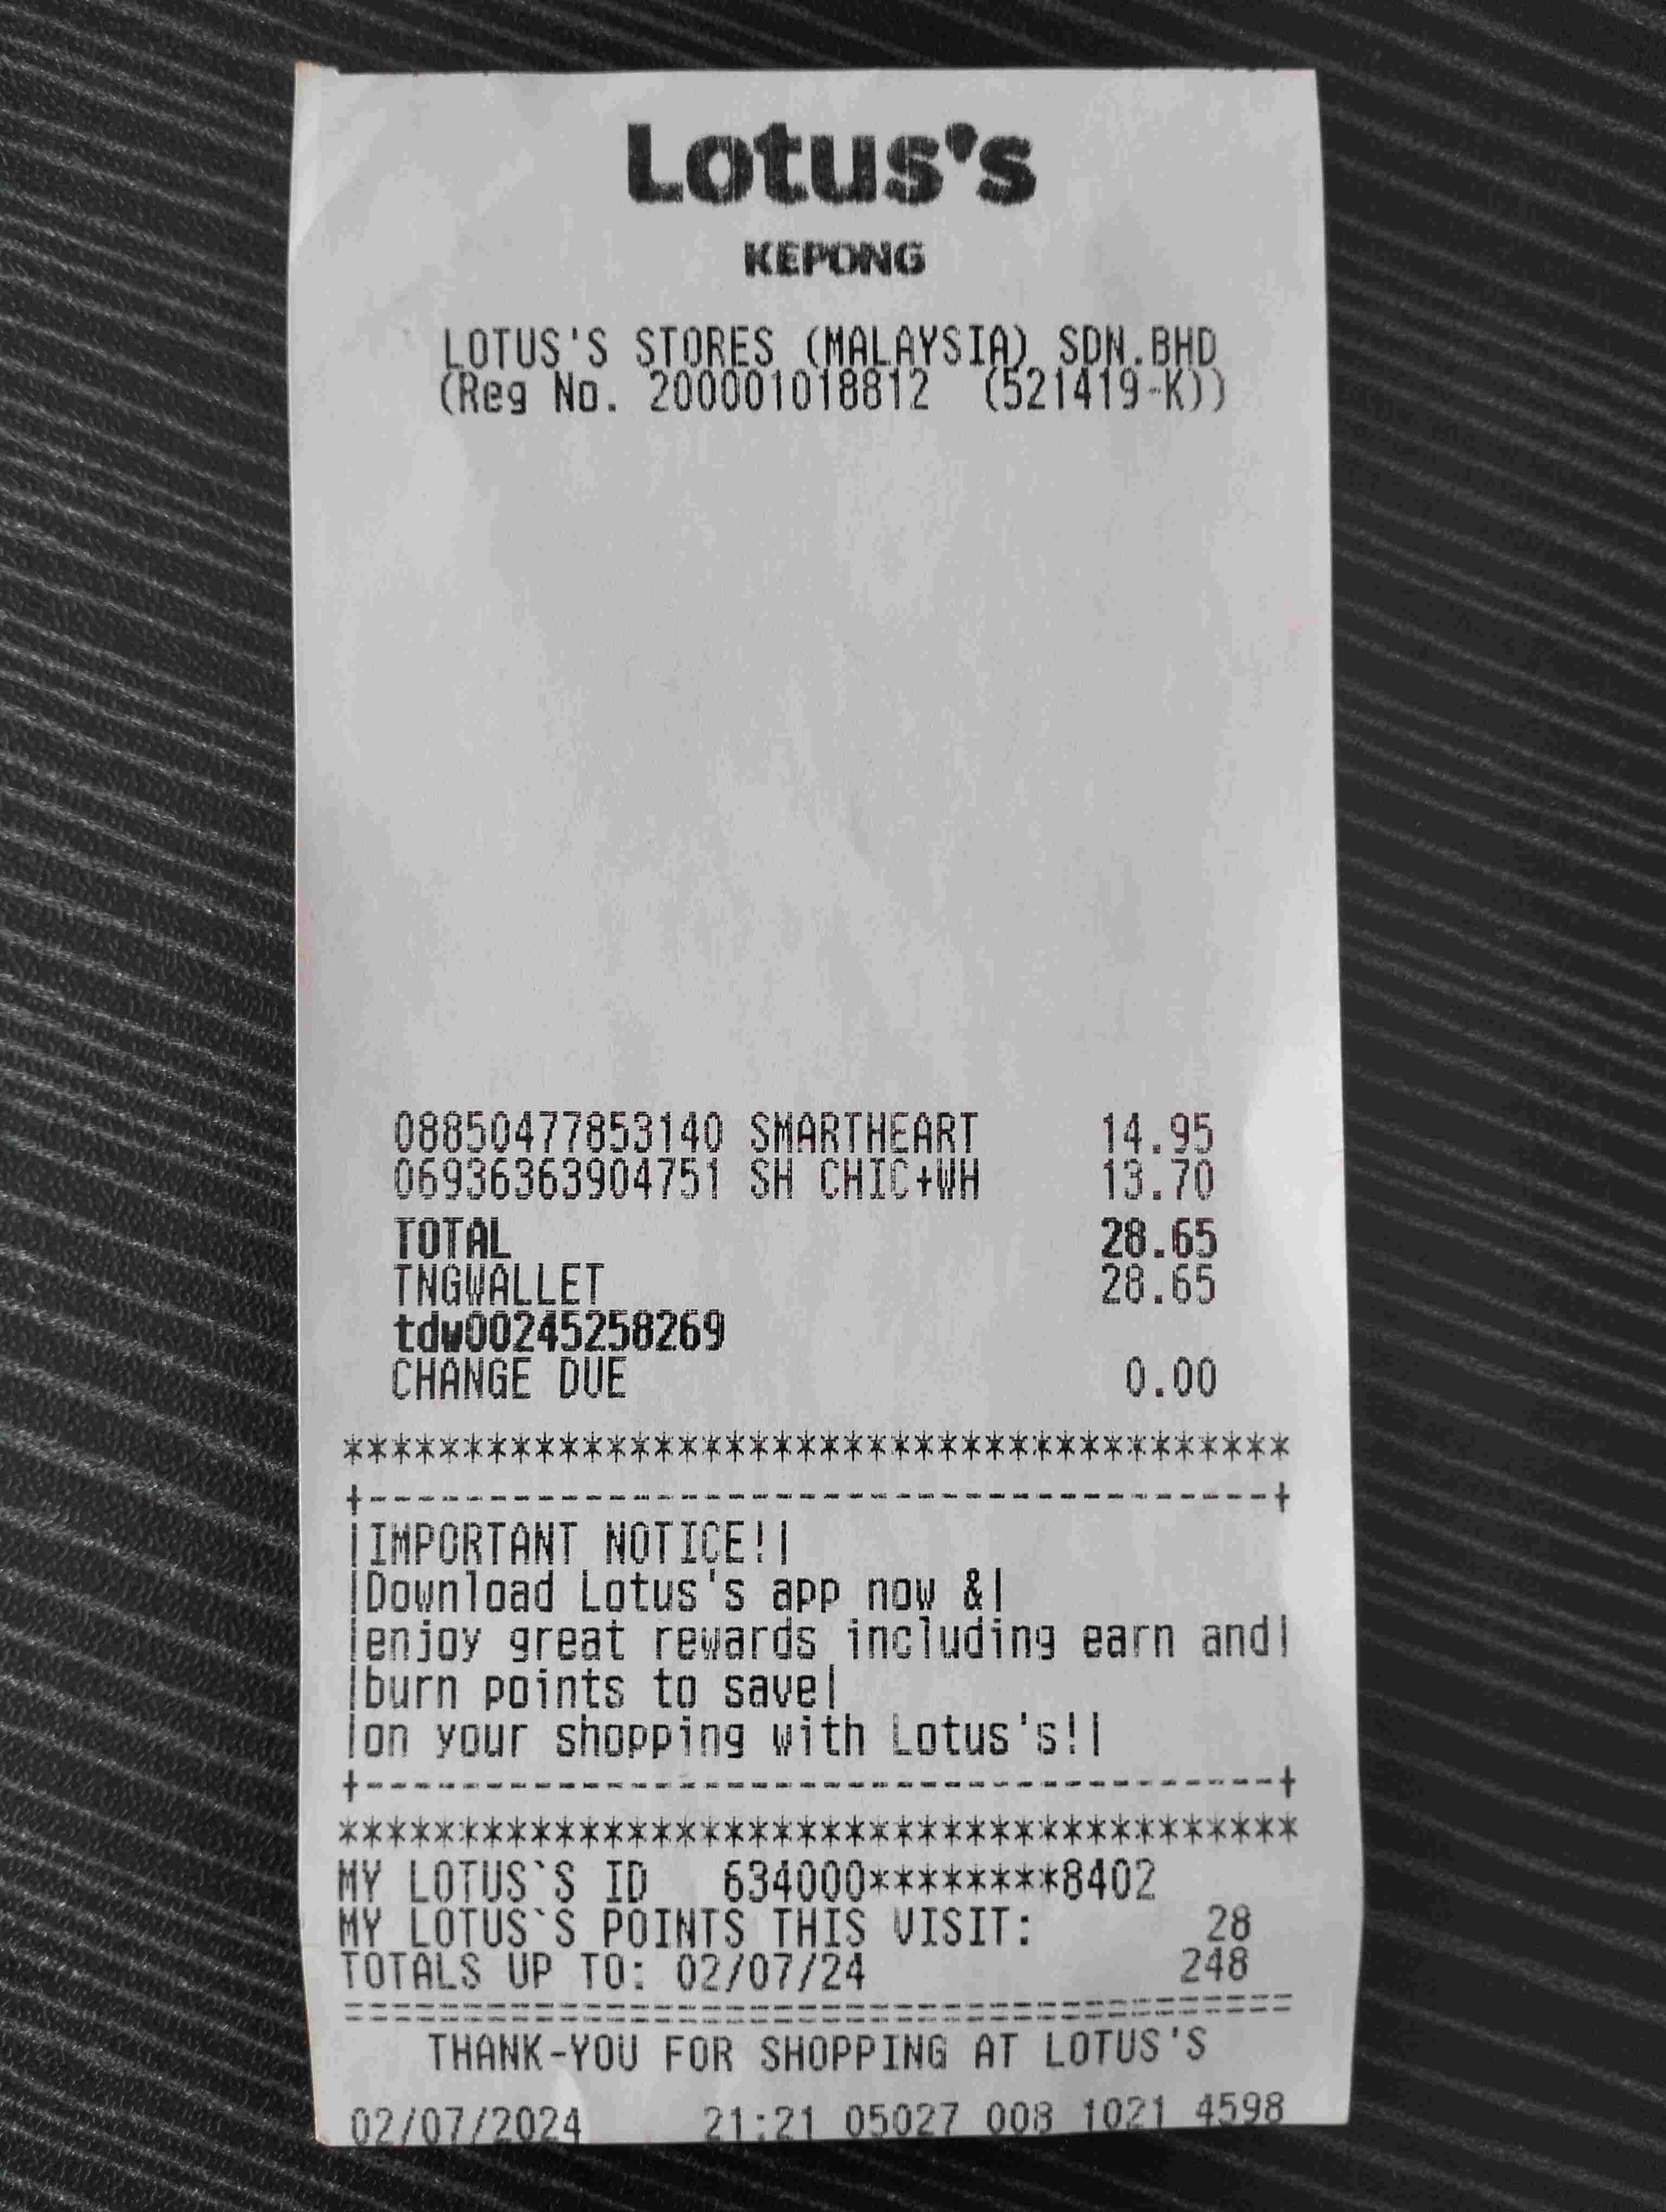 Lotus's
KEPONG
LOTUS'S STORES (MALAYSIA) SDN.BHD
(Reg No. 200001018812 (521419-K))
08850477853140 SMARTHEART 14.95
06936363904751 SH CHIC+WH 13.70
TOTAL 28.65
TNGWALLET 28.65
tdw00245258269
CHANGE DUE 0.00
****************************************
+--------------------------------------+
|IMPORTANT NOTICE!|
|Download Lotus's app now &|
|enjoy great rewards including earn and|
|burn points to save|
|on your shopping with Lotus's!|
+--------------------------------------+
****************************************
MY LOTUS`S ID 634000********8402
MY LOTUS`S POINTS THIS VISIT: 28
TOTALS UP TO: 02/07/24 248
========================================
THANK-YOU FOR SHOPPING AT LOTUS'S
02/07/2024 21:21 05027 008 1021 4598